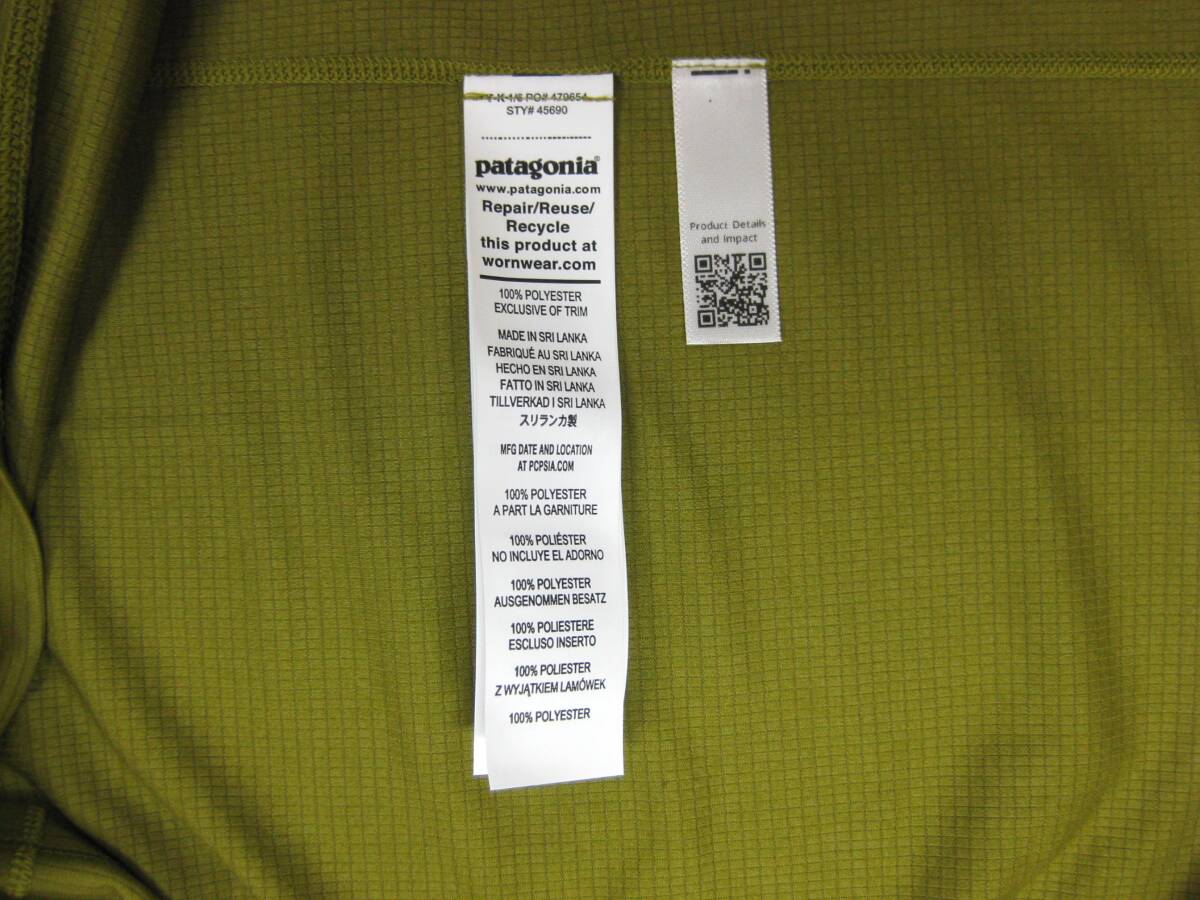 PO# 479654
STY# 45690
patagonia®
www.patagonia.com
Repair/Reuse/
Recycle
this product at
wornwear.com
100% POLYESTER
EXCLUSIVE OF TRIM
MADE IN SRI LANKA
FABRIQUÉ AU SRI LANKA
HECHO EN SRI LANKA
FATTO IN SRI LANKA
TILLVERKAD I SRI LANKA
スリランカ製
MFG DATE AND LOCATION
AT PCPSIA.COM
100% POLYESTER
A PART LA GARNITURE
100% POLIÉSTER
NO INCLUYE EL ADORNO
100% POLYESTER
AUSGENOMMEN BESATZ
100% POLIESTERE
ESCLUSO INSERTO
100% POLIESTER
Z WYJĄTKIEM LAMÓWEK
100% POLYESTER
Product Details
and Impact